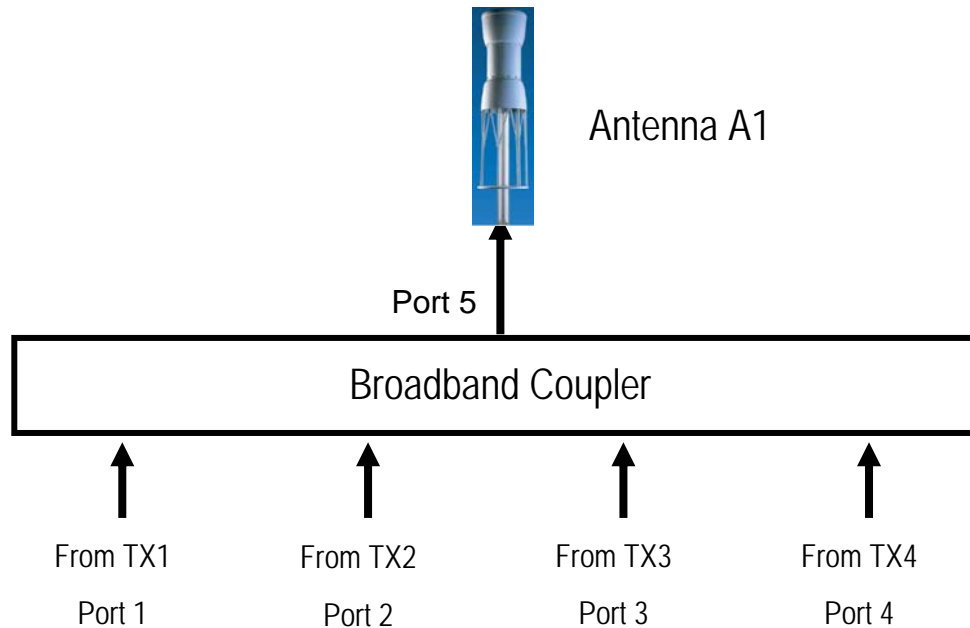 Antenna A1
Port 5
Broadband Coupler
From TX1 From TX2 From TX3 From TX4
Port 1 Port 2 Port 3 Port 4